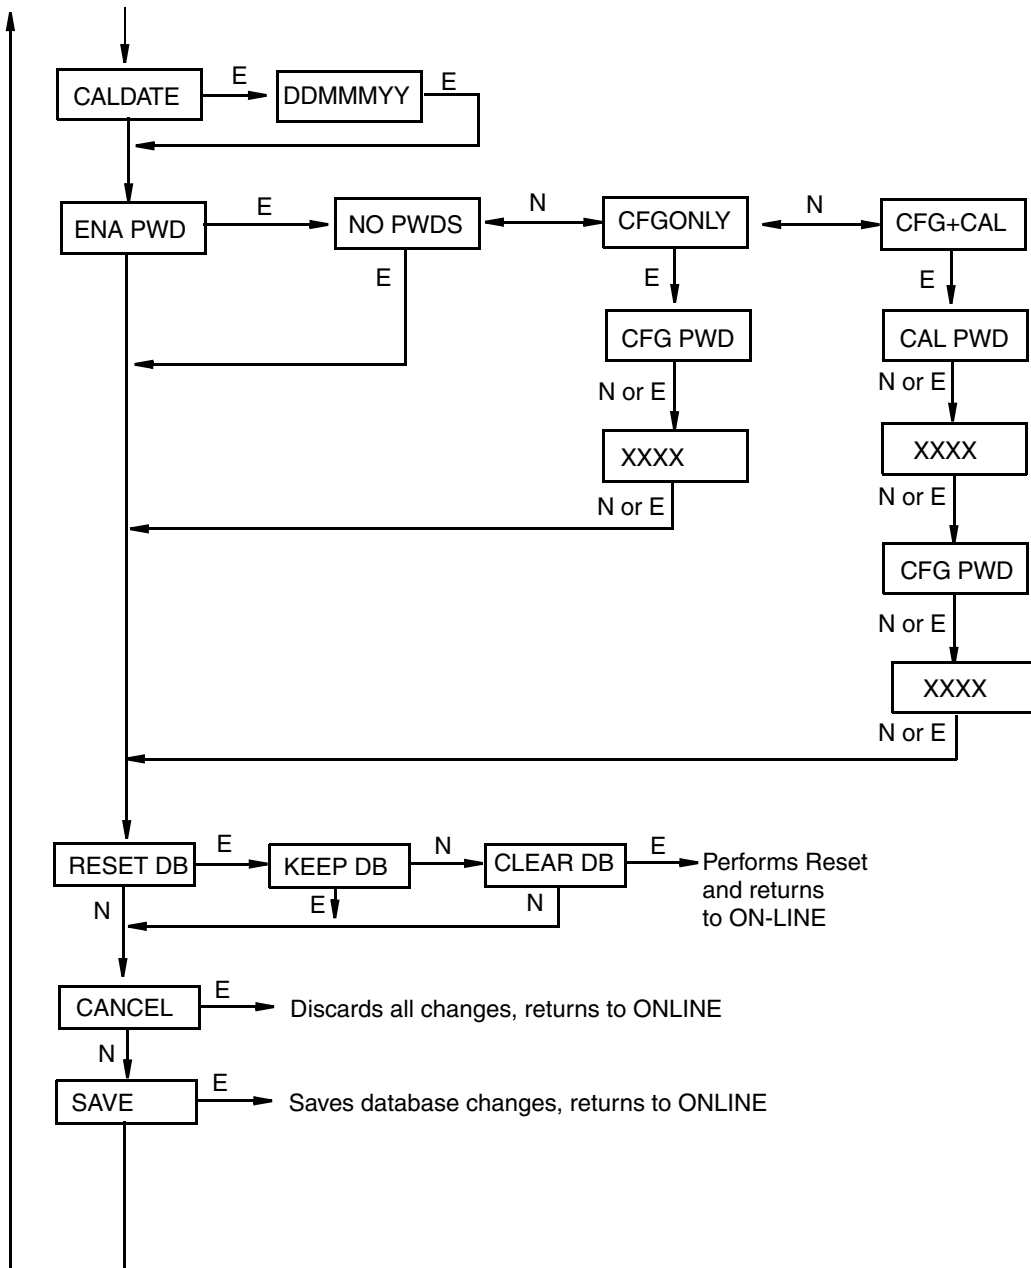 CALDATE
E
DDMMMYY
E
ENA PWD
E
NO PWDS
N
CFGONLY
N
CFG+CAL
E
E
E
CFG PWD
CAL PWD
N or E
N or E
XXXX
XXXX
N or E
N or E
CFG PWD
N or E
XXXX
N or E
RESET DB
E
KEEP DB
N
CLEAR DB
E
Performs Reset
and returns
to ON-LINE
N
E
N
CANCEL
E
Discards all changes, returns to ONLINE
N
SAVE
E
Saves database changes, returns to ONLINE